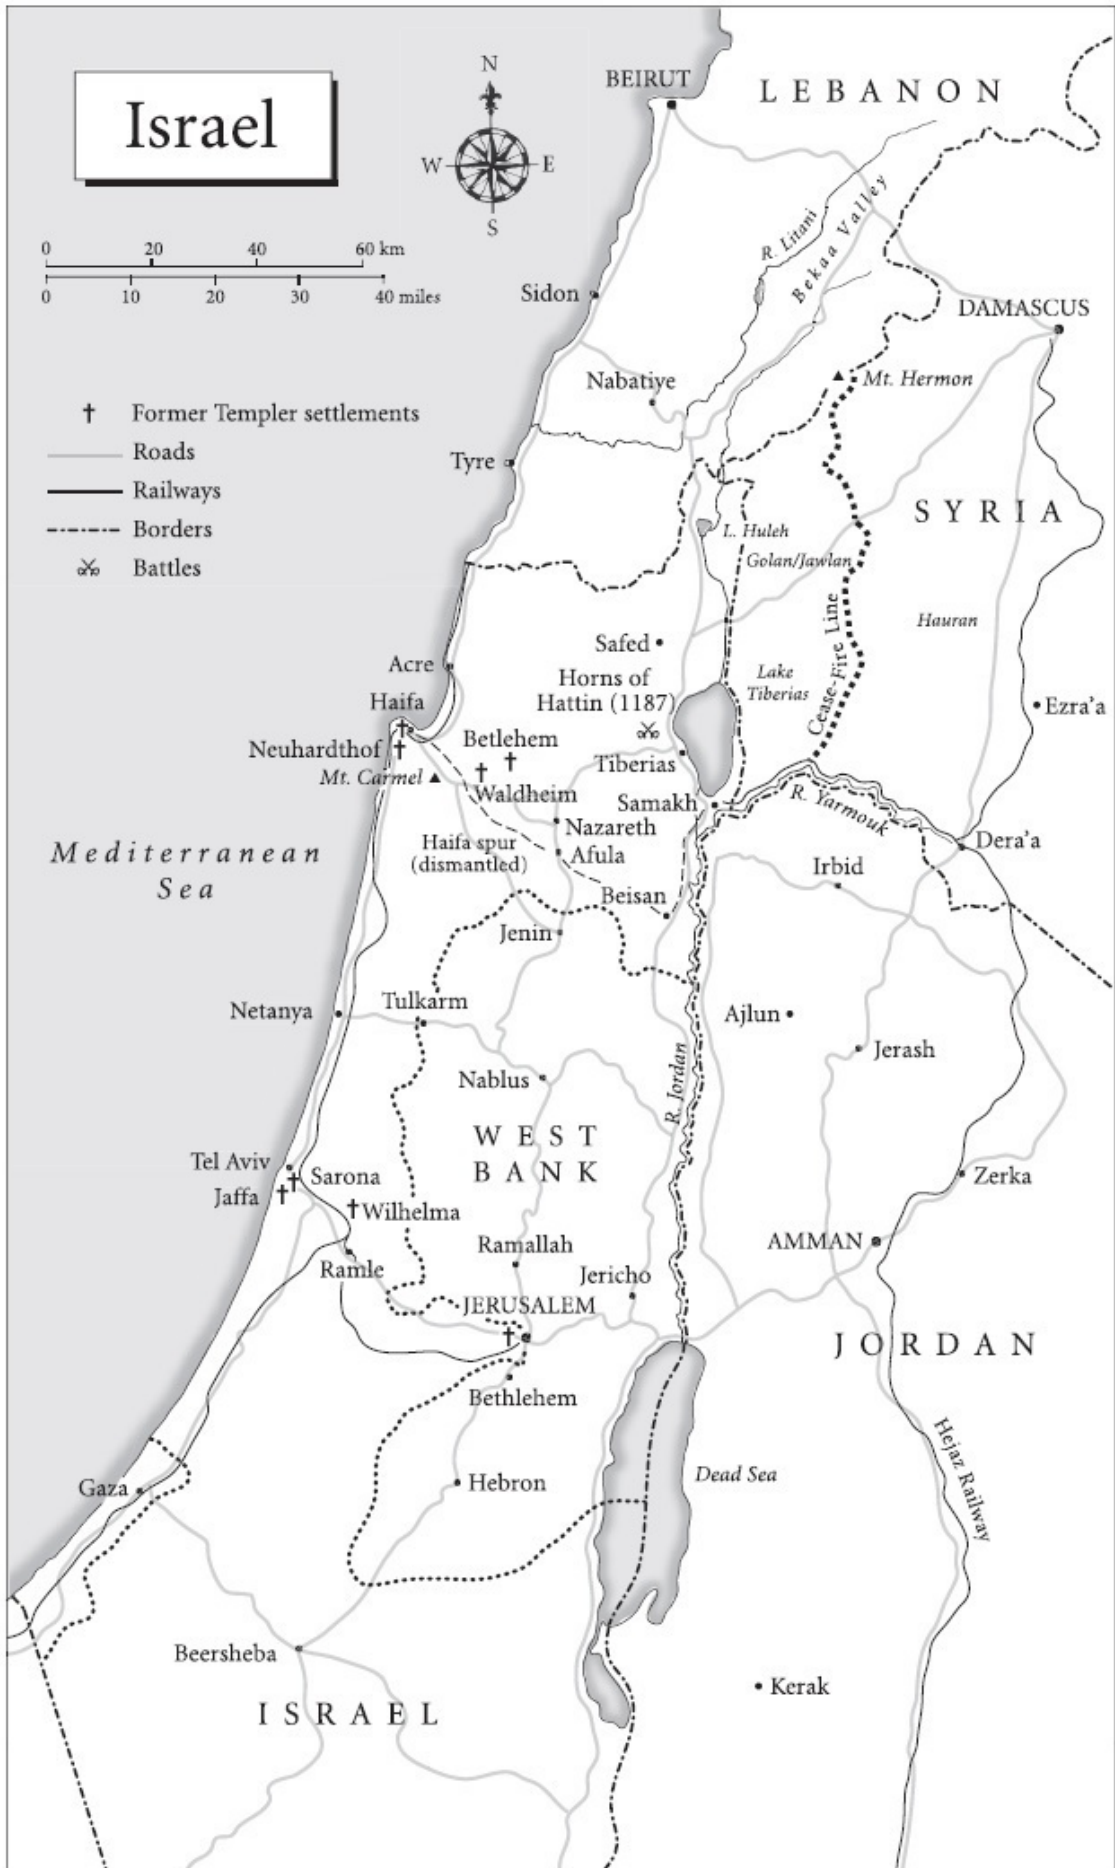 Israel
N
W
E
S
0 20 40 60 km
0 10 20 30 40 miles
† Former Templer settlements
Roads
Railways
Borders
Battles
BEIRUT
LEBANON
R. Litani
Bekaa Valley
Sidon
DAMASCUS
Nabatiye
Mt. Hermon
Tyre
SYRIA
L. Huleh
Golan/Jawlan
Cease-Fire Line
Hauran
Safed
Acre
Horns of
Hattin (1187)
Lake
Tiberias
Haifa
Ezra'a
Neuhardthof
Betlehem
Mt. Carmel
Tiberias
Waldheim
Samakh
R. Yarmouk
Nazareth
Haifa spur
(dismantled)
Afula
Dera'a
Mediterranean
Sea
Irbid
Beisan
Jenin
Netanya
Tulkarm
Ajlun
Jerash
R. Jordan
Nablus
WEST
BANK
Tel Aviv
Sarona
Jaffa
Wilhelma
Zerka
Ramallah
AMMAN
Ramle
Jericho
JERUSALEM
JORDAN
Bethlehem
Hejaz Railway
Gaza
Hebron
Dead Sea
Beersheba
Kerak
ISRAEL